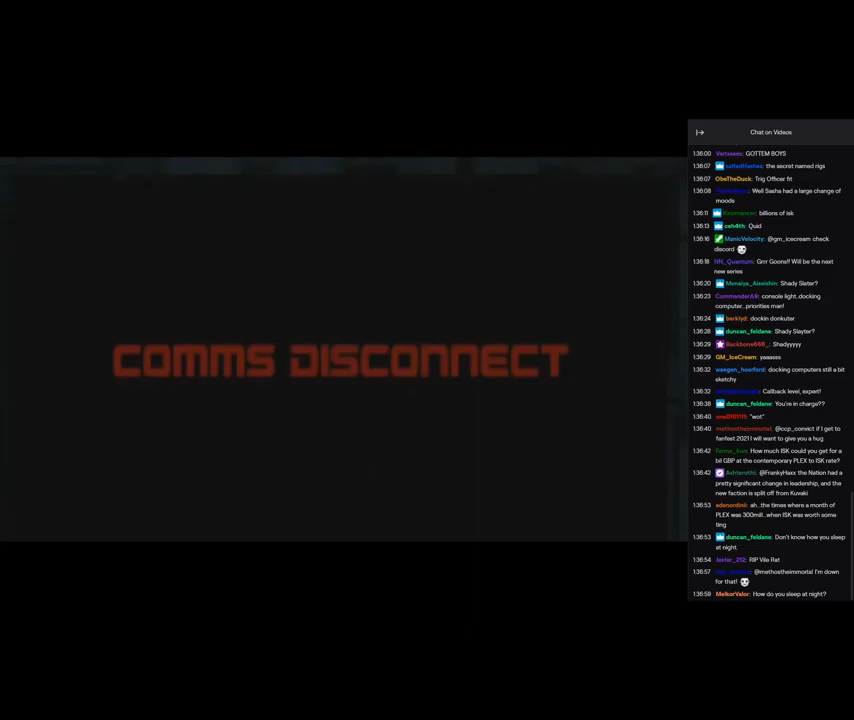 COMMS DISCONNECT
Chat on Videos
1:36:00 GOTTEM BOYS
1:36:07 saltedHashes: the secret named rigs
1:36:07 ObeTheDuck: Trig Officer fit
1:36:08 Well Sasha had a large change of
moods
1:36:11 billions of isk
1:36:13 ceh4th: Quid
1:36:16 ManicVelocity: @gm_icecream check
discord
1:36:18 NN_Quantum: Grrr Goons!! Will be the next
new series
1:36:20 Menaiya_Aiseishin: Shady Slater?
1:36:23 CommanderA9: console light..docking
computer...priorities man!
1:36:24 berklyd: dockin donkuter
1:36:28 duncan_feldane: Shady Slayter?
1:36:29 Backbone666_: Shadyyyyy
1:36:29 GM_IceCream: yaaasss
1:36:32 waegen_hoerferd: docking computers still a bit
sketchy
1:36:32 Callback level, expert!
1:36:38 duncan_feldane: You're in charge??
1:36:40 "wot"
1:36:40 methostheimmortal: @ccp_convict if I get to
fanfest 2021 I will want to give you a hug
1:36:42 How much ISK could you get for a
bil GBP at the contemporary PLEX to ISK rate?
1:36:42 Ashterothi: @FrankyHaxx the Nation had a
pretty significant change in leadership, and the
new faction is split off from Kuvaki
1:36:53 adenordinii: ah...the times where a month of
PLEX was 300mill...when ISK was worth some
ting
1:36:53 duncan_feldane: Don't know how you sleep
at night.
1:36:54 Jester_212: RIP Vile Rat
1:36:57 @methostheimmortal I'm down
for that!
1:36:59 MelkorValor: How do you sleep at night?